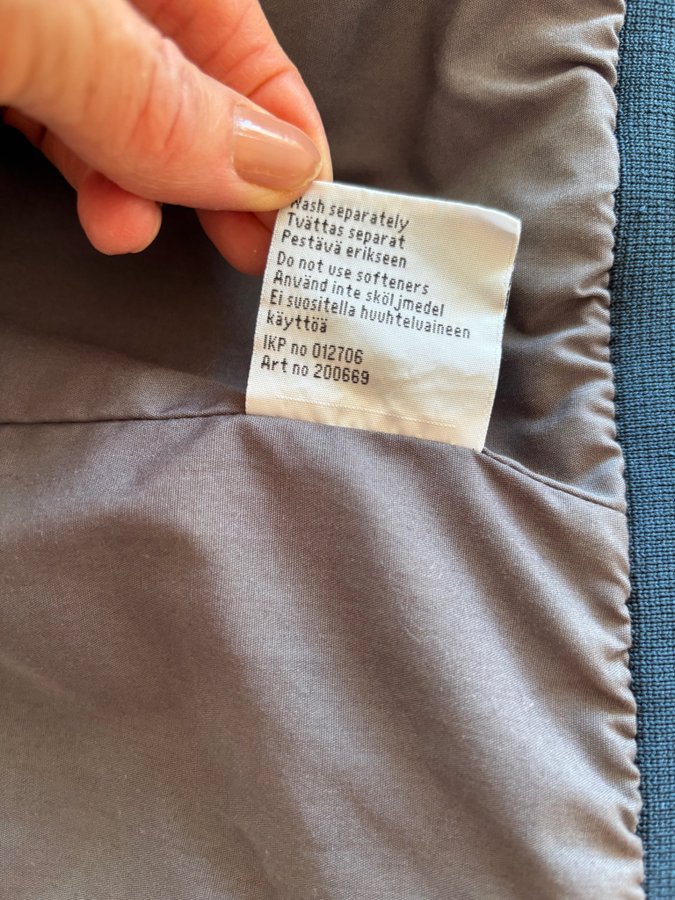 Wash separately
Tvättas separat
Pestävä erikseen
Do not use softeners
Använd inte sköljmedel
Ei suositella huuhteluaineen
käyttöä
IKP no 012706
Art no 200669